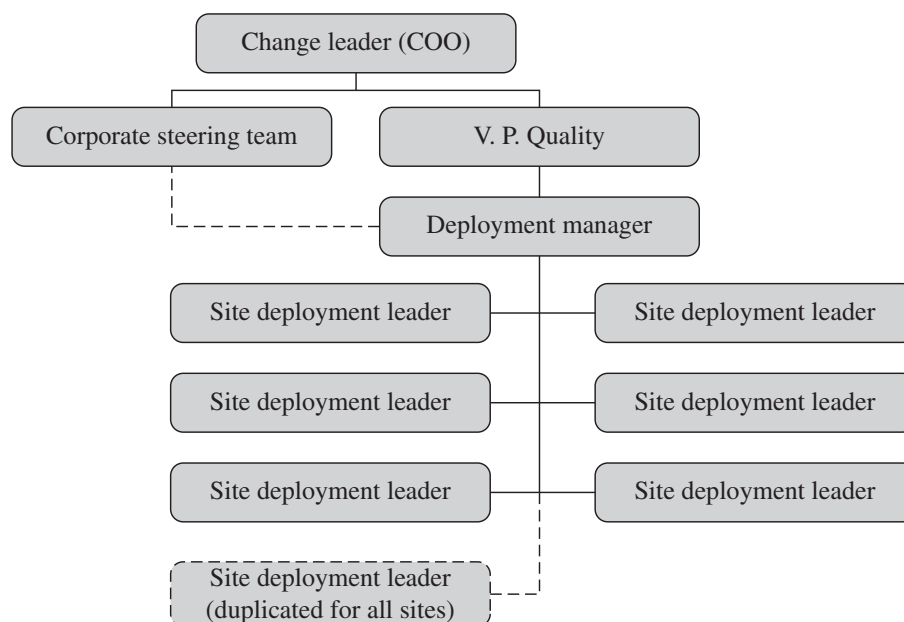 Change leader (COO)
Corporate steering team
V. P. Quality
Deployment manager
Site deployment leader
Site deployment leader
Site deployment leader
Site deployment leader
Site deployment leader
Site deployment leader
Site deployment leader
(duplicated for all sites)